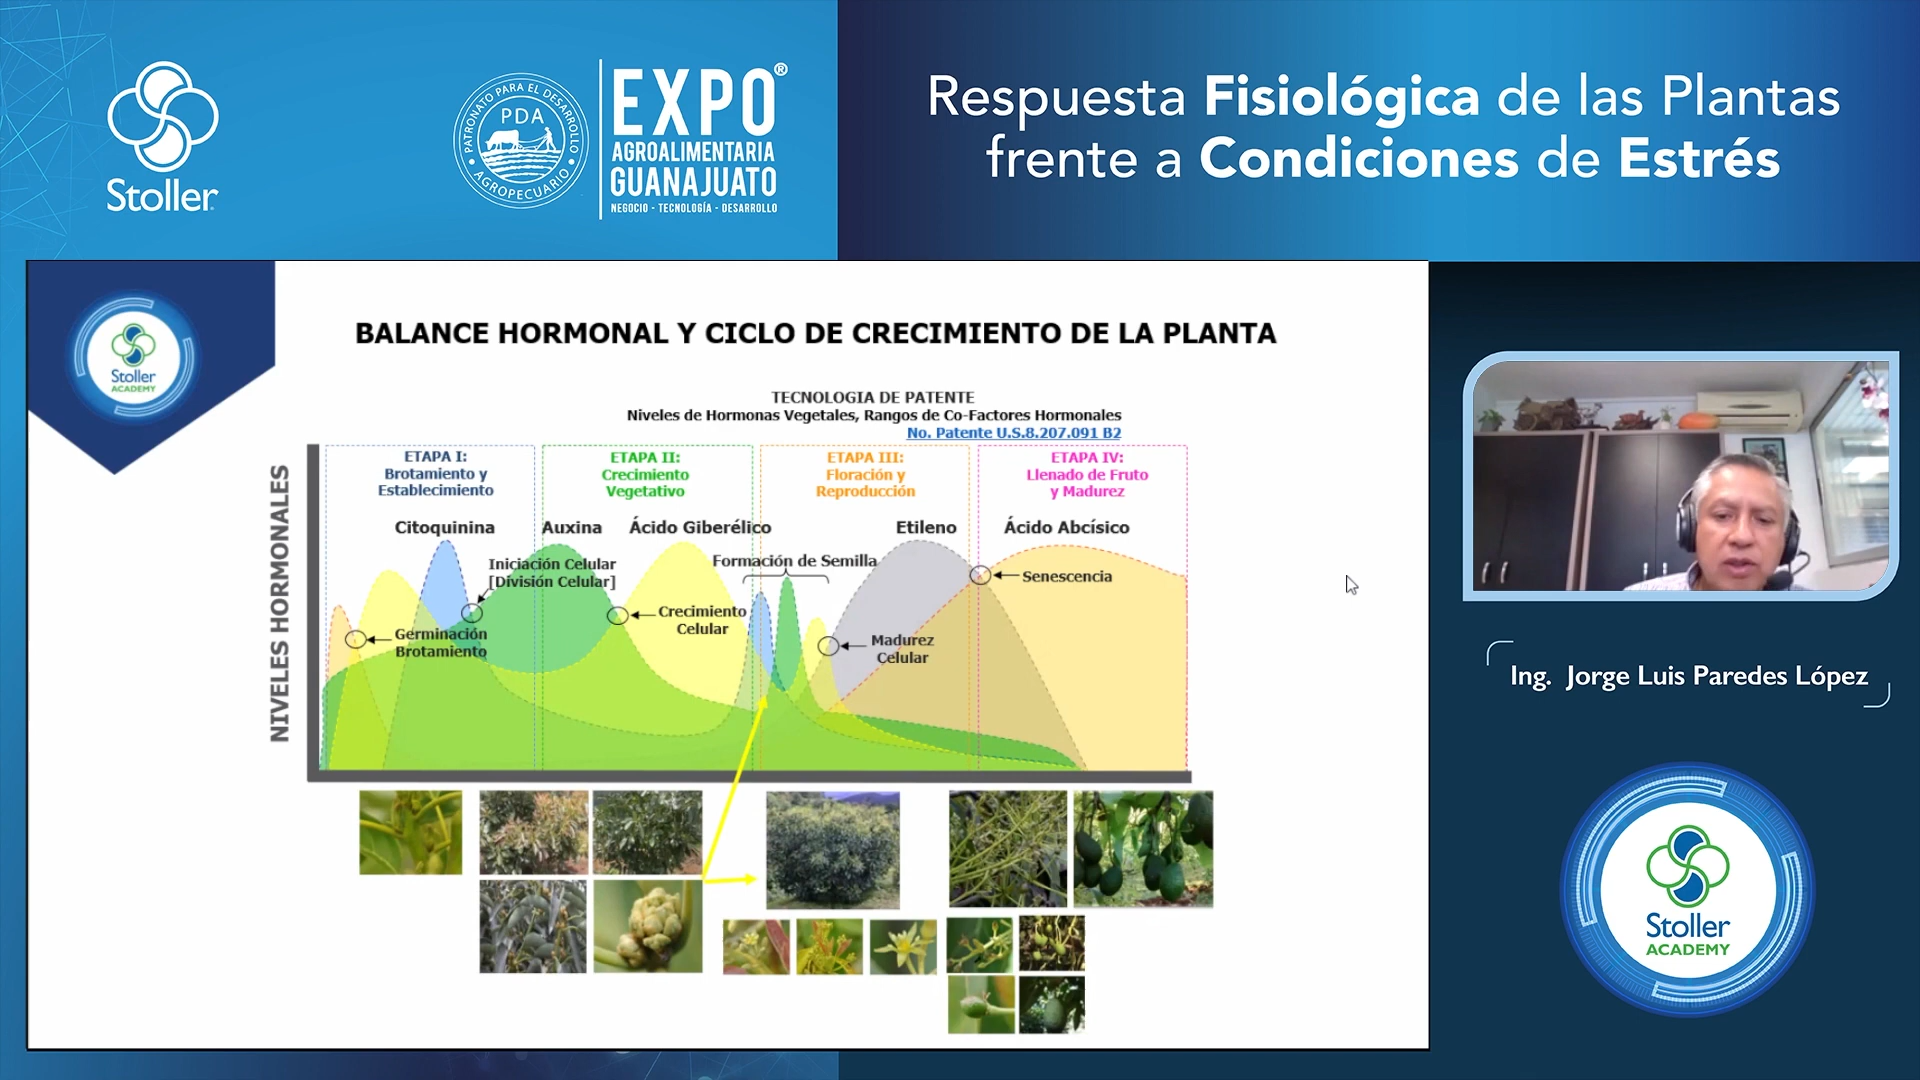 Stoller
PATRONATO PARA EL DESARROLLO
PDA
AGROPECUARIO
EXPO®
AGROALIMENTARIA
GUANAJUATO
NEGOCIO - TECNOLOGÍA - DESARROLLO
Respuesta Fisiológica de las Plantas
frente a Condiciones de Estrés
Stoller
ACADEMY
BALANCE HORMONAL Y CICLO DE CRECIMIENTO DE LA PLANTA
TECNOLOGIA DE PATENTE
Niveles de Hormonas Vegetales, Rangos de Co-Factores Hormonales
No. Patente U.S.8.207.091 B2
NIVELES HORMONALES
ETAPA I:
Brotamiento y
Establecimiento
ETAPA II:
Crecimiento
Vegetativo
ETAPA III:
Floración y
Reproducción
ETAPA IV:
Llenado de Fruto
y Madurez
Citoquinina
Auxina
Ácido Giberélico
Etileno
Ácido Abcísico
Iniciación Celular
[División Celular]
Formación de Semilla
Senescencia
Crecimiento
Celular
Germinación
Brotamiento
Madurez
Celular
Ing. Jorge Luis Paredes López
Stoller
ACADEMY